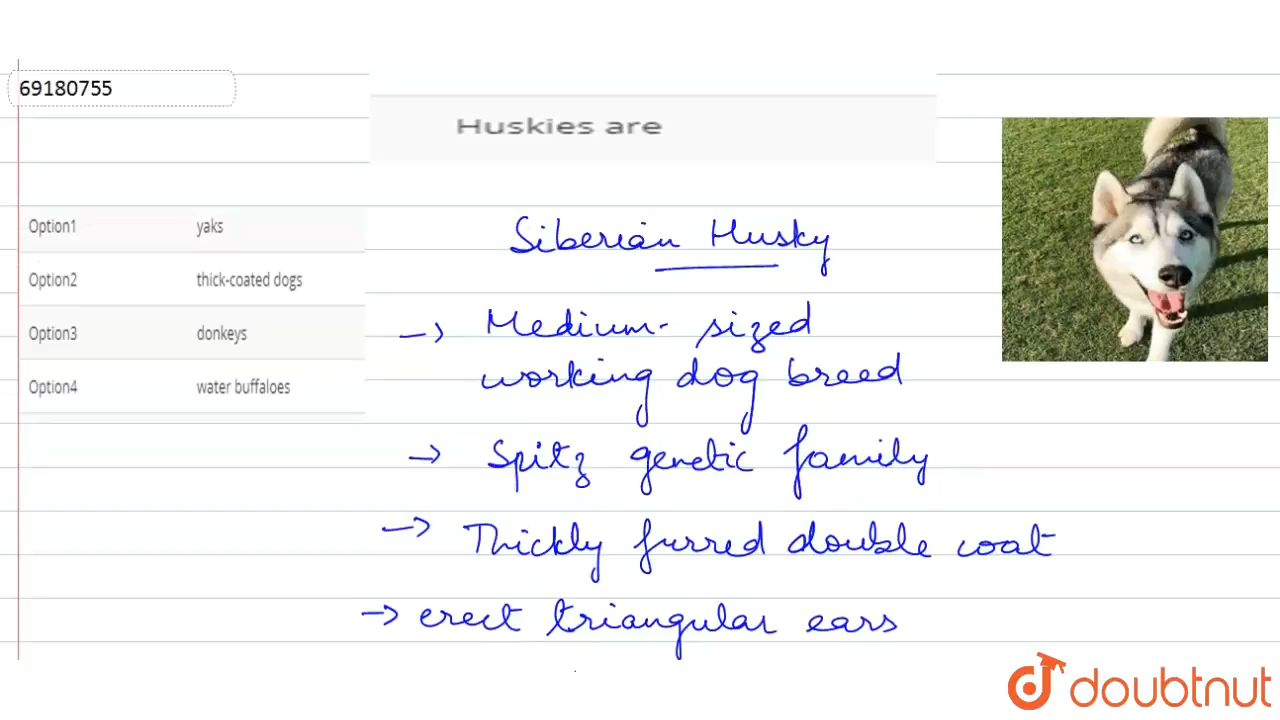 69180755
Huskies are
Option1 yaks
Option2 thick-coated dogs
Option3 donkeys
Option4 water buffaloes
Siberian Husky
→ Medium- sized
working dog breed
→ Spitz genetic family
→ Thickly furred double coat
→ erect triangular ears
doubtnut